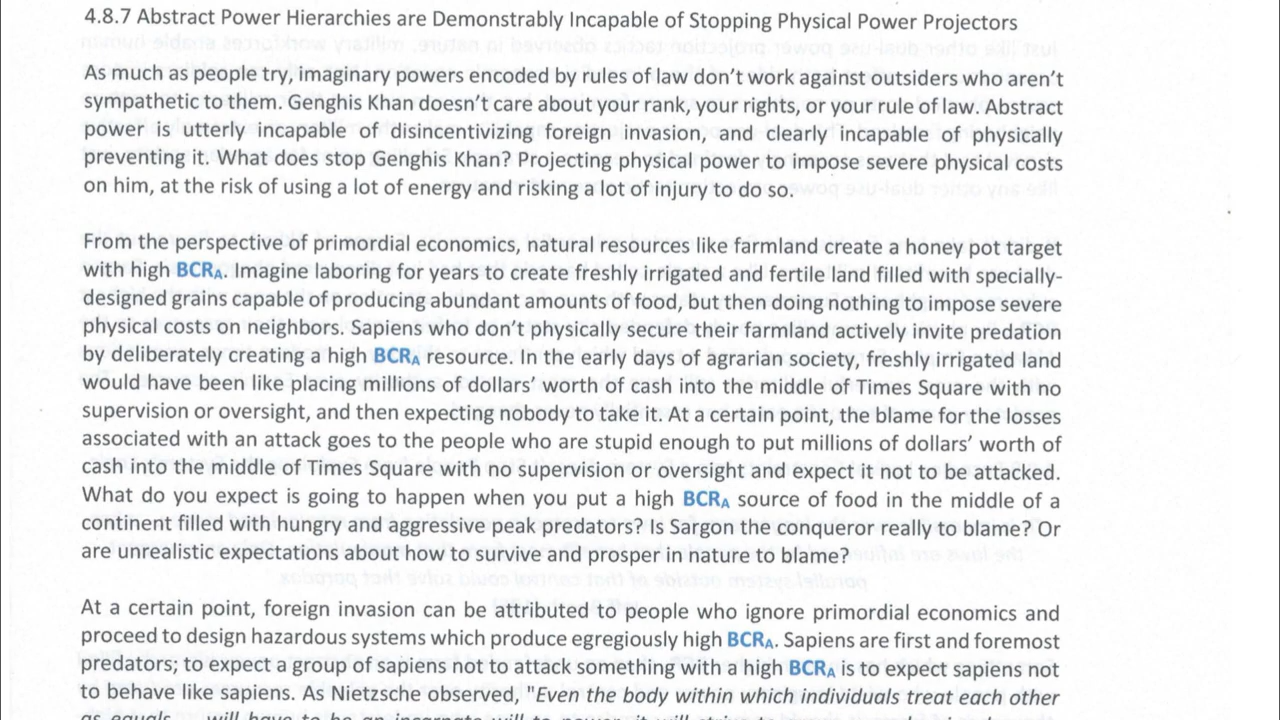 4.8.7 Abstract Power Hierarchies are Demonstrably Incapable of Stopping Physical Power Projectors
As much as people try, imaginary powers encoded by rules of law don't work against outsiders who aren't
sympathetic to them. Genghis Khan doesn't care about your rank, your rights, or your rule of law. Abstract
power is utterly incapable of disincentivizing foreign invasion, and clearly incapable of physically
preventing it. What does stop Genghis Khan? Projecting physical power to impose severe physical costs
on him, at the risk of using a lot of energy and risking a lot of injury to do so.
From the perspective of primordial economics, natural resources like farmland create a honey pot target
with high BCRA. Imagine laboring for years to create freshly irrigated and fertile land filled with specially-
designed grains capable of producing abundant amounts of food, but then doing nothing to impose severe
physical costs on neighbors. Sapiens who don't physically secure their farmland actively invite predation
by deliberately creating a high BCRA resource. In the early days of agrarian society, freshly irrigated land
would have been like placing millions of dollars' worth of cash into the middle of Times Square with no
supervision or oversight, and then expecting nobody to take it. At a certain point, the blame for the losses
associated with an attack goes to the people who are stupid enough to put millions of dollars' worth of
cash into the middle of Times Square with no supervision or oversight and expect it not to be attacked.
What do you expect is going to happen when you put a high BCRA source of food in the middle of a
continent filled with hungry and aggressive peak predators? Is Sargon the conqueror really to blame? Or
are unrealistic expectations about how to survive and prosper in nature to blame?
At a certain point, foreign invasion can be attributed to people who ignore primordial economics and
proceed to design hazardous systems which produce egregiously high BCRA. Sapiens are first and foremost
predators; to expect a group of sapiens not to attack something with a high BCRA is to expect sapiens not
to behave like sapiens. As Nietzsche observed, "Even the body within which individuals treat each other
as equals ... will have to be an incarnate will to power, it will strive to